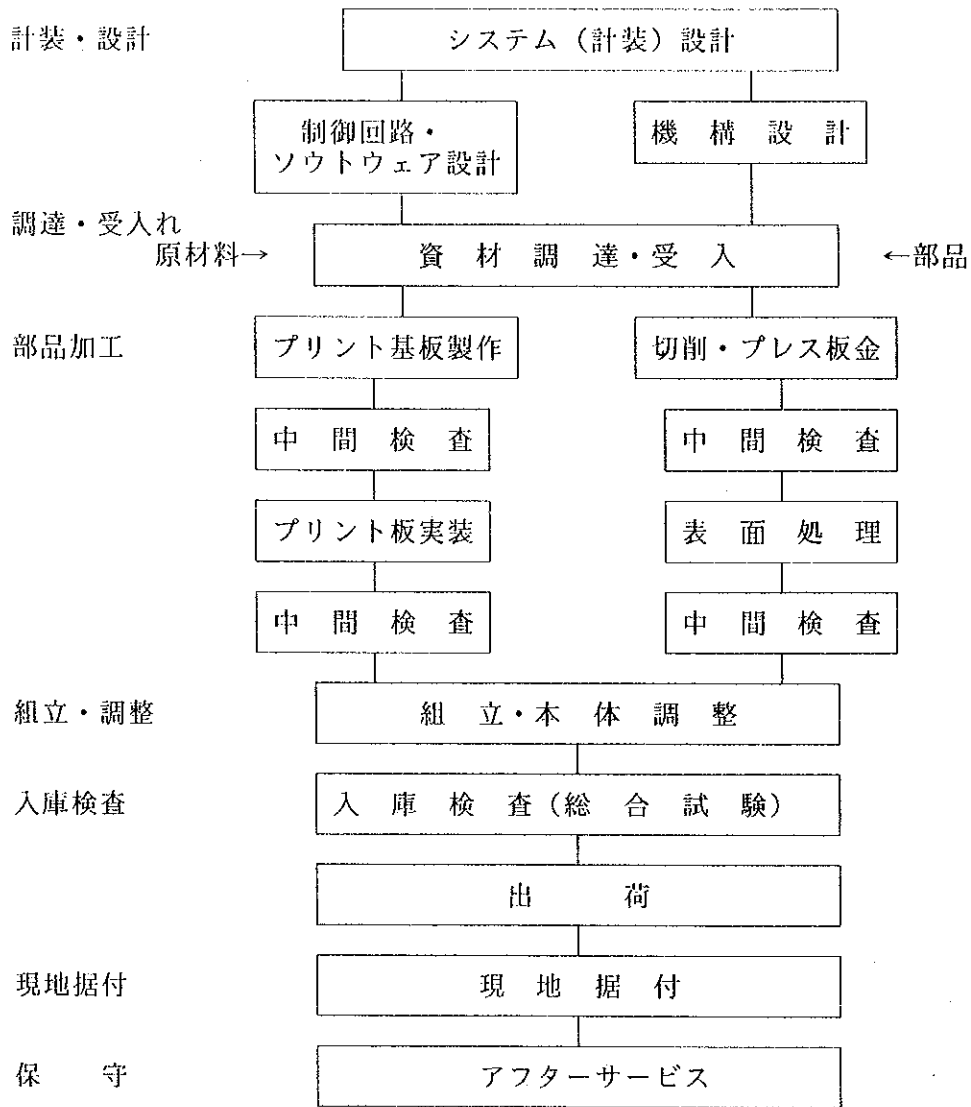 計装・設計
システム（計装）設計
制御回路・
ソウトウェア設計
機構設計
調達・受入れ
原材料→
資材調達・受入
←部品
部品加工
プリント基板製作
切削・プレス板金
中間検査
中間検査
プリント板実装
表面処理
中間検査
中間検査
組立・調整
組立・本体調整
入庫検査
入庫検査（総合試験）
出荷
現地据付
現地据付
保守
アフターサービス